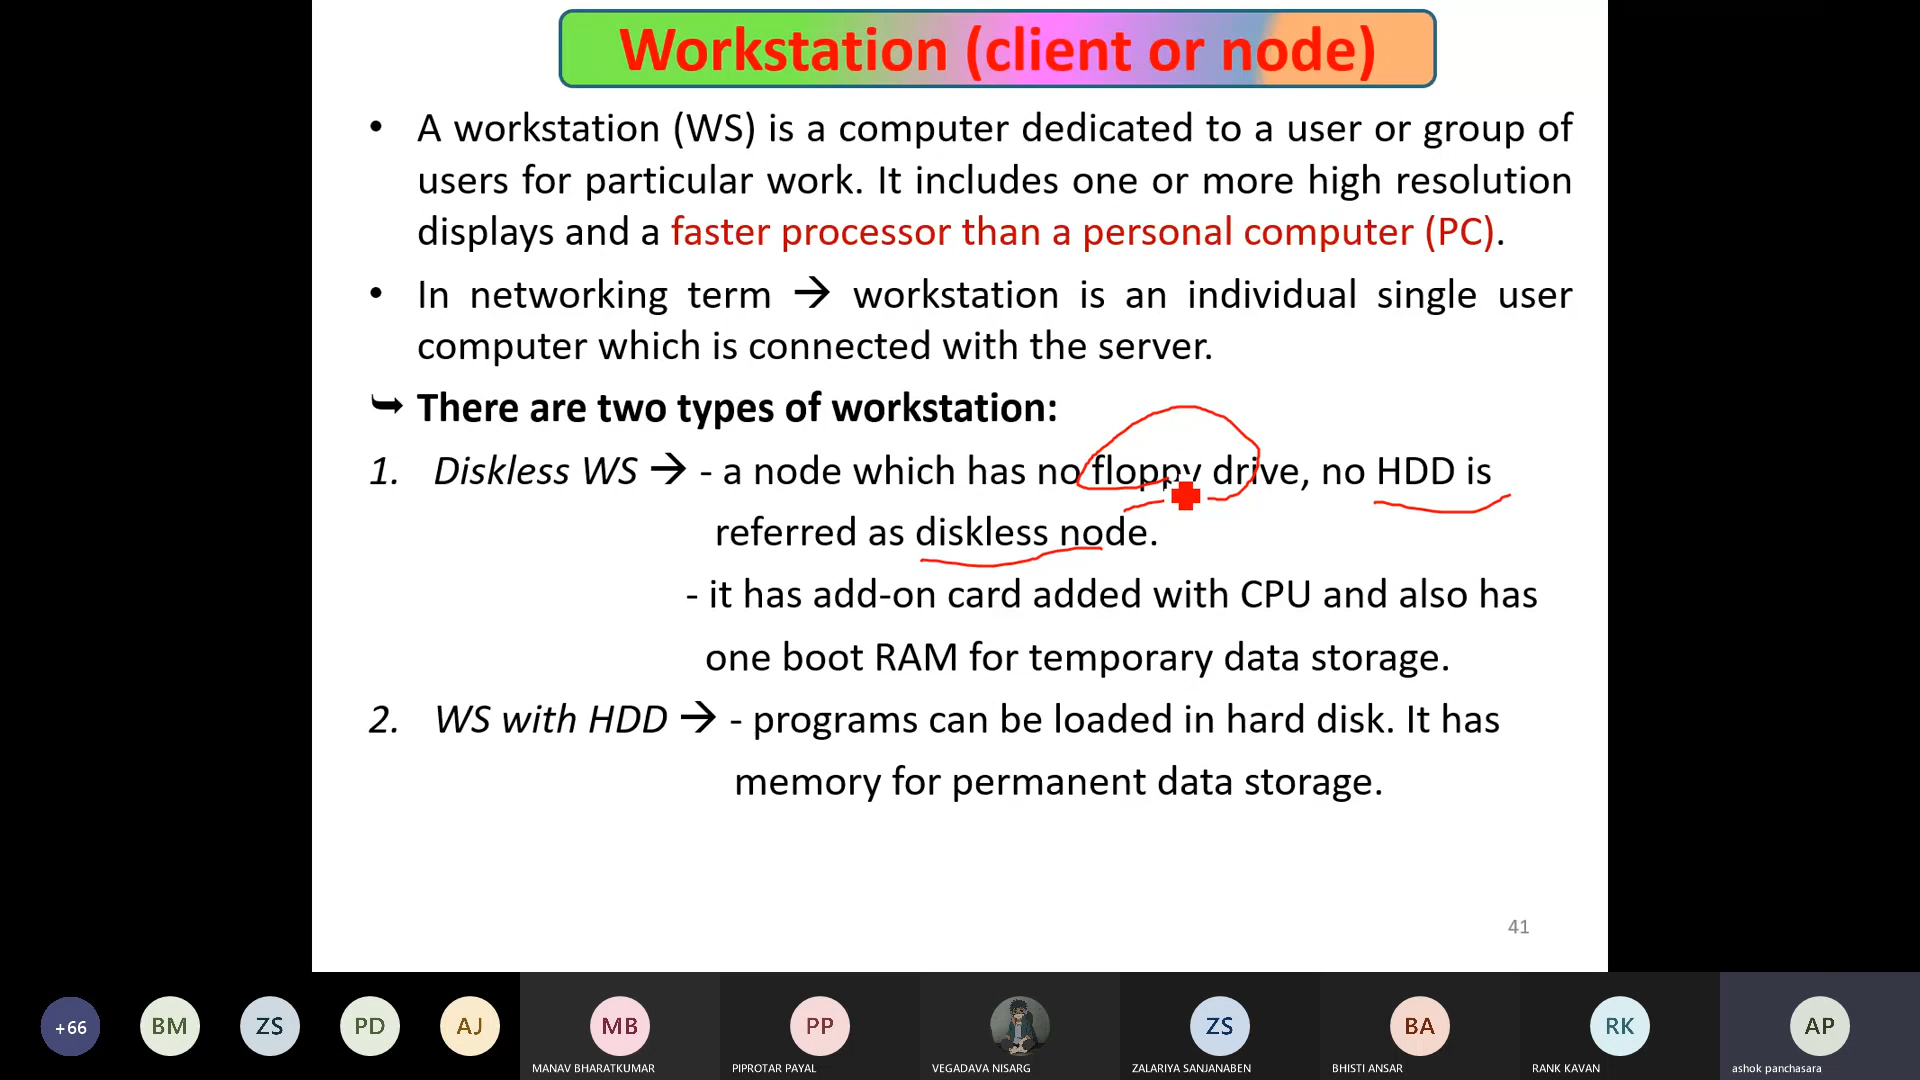 Workstation (client or node)
• A workstation (WS) is a computer dedicated to a user or group of
users for particular work. It includes one or more high resolution
displays and a faster processor than a personal computer (PC).
• In networking term → workstation is an individual single user
computer which is connected with the server.
➥ There are two types of workstation:
1. Diskless WS → - a node which has no floppy drive, no HDD is
referred as diskless node.
- it has add-on card added with CPU and also has
one boot RAM for temporary data storage.
2. WS with HDD → - programs can be loaded in hard disk. It has
memory for permanent data storage.
41
+66
BM
ZS
PD
AJ
MB
MANAV BHARATKUMAR
PP
PIPROTAR PAYAL
VEGADAVA NISARG
ZS
ZALARIYA SANJANABEN
BA
BHISTI ANSAR
RK
RANK KAVAN
AP
ashok panchasara